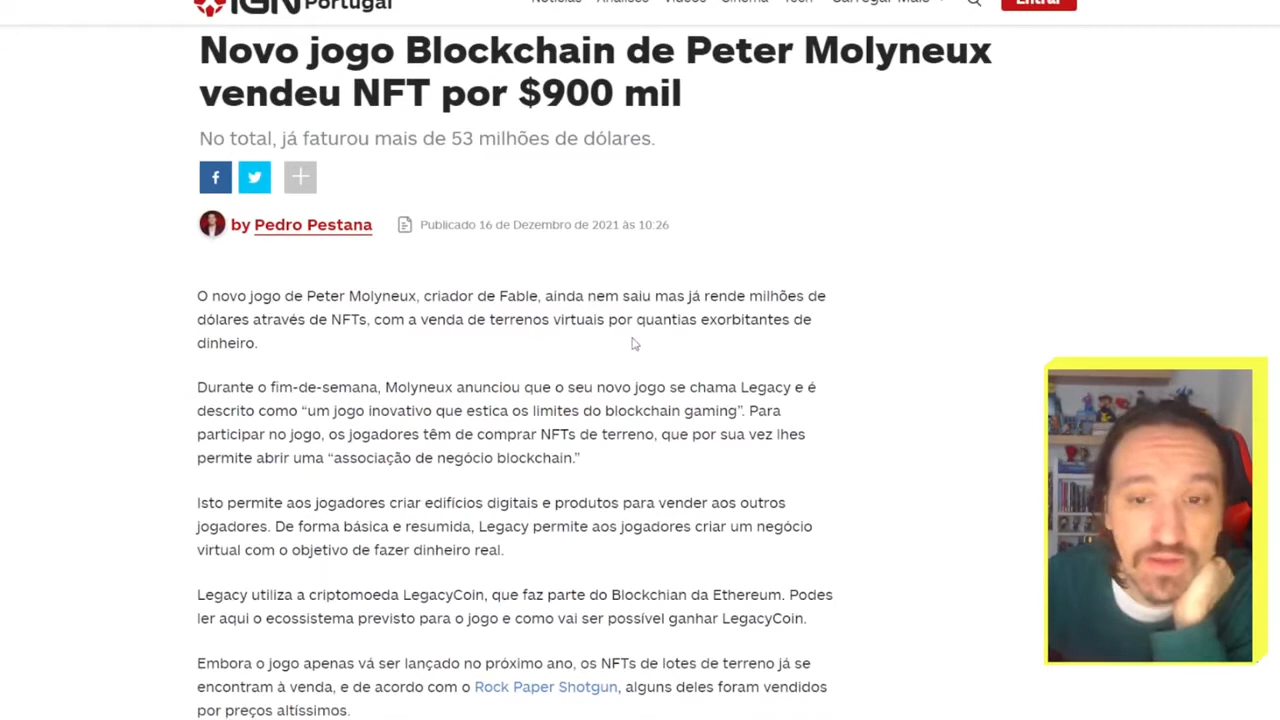 IGN Portugal
Notícias Análises Vídeos Cinema Tech Carregar Mais Entrar
Novo jogo Blockchain de Peter Molyneux
vendeu NFT por $900 mil
No total, já faturou mais de 53 milhões de dólares.
by Pedro Pestana Publicado 16 de Dezembro de 2021 às 10:26
O novo jogo de Peter Molyneux, criador de Fable, ainda nem saiu mas já rende milhões de
dólares através de NFTs, com a venda de terrenos virtuais por quantias exorbitantes de
dinheiro.
Durante o fim-de-semana, Molyneux anunciou que o seu novo jogo se chama Legacy e é
descrito como “um jogo inovativo que estica os limites do blockchain gaming”. Para
participar no jogo, os jogadores têm de comprar NFTs de terreno, que por sua vez lhes
permite abrir uma “associação de negócio blockchain.”
Isto permite aos jogadores criar edifícios digitais e produtos para vender aos outros
jogadores. De forma básica e resumida, Legacy permite aos jogadores criar um negócio
virtual com o objetivo de fazer dinheiro real.
Legacy utiliza a criptomoeda LegacyCoin, que faz parte do Blockchian da Ethereum. Podes
ler aqui o ecossistema previsto para o jogo e como vai ser possível ganhar LegacyCoin.
Embora o jogo apenas vá ser lançado no próximo ano, os NFTs de lotes de terreno já se
encontram à venda, e de acordo com o Rock Paper Shotgun, alguns deles foram vendidos
por preços altíssimos.